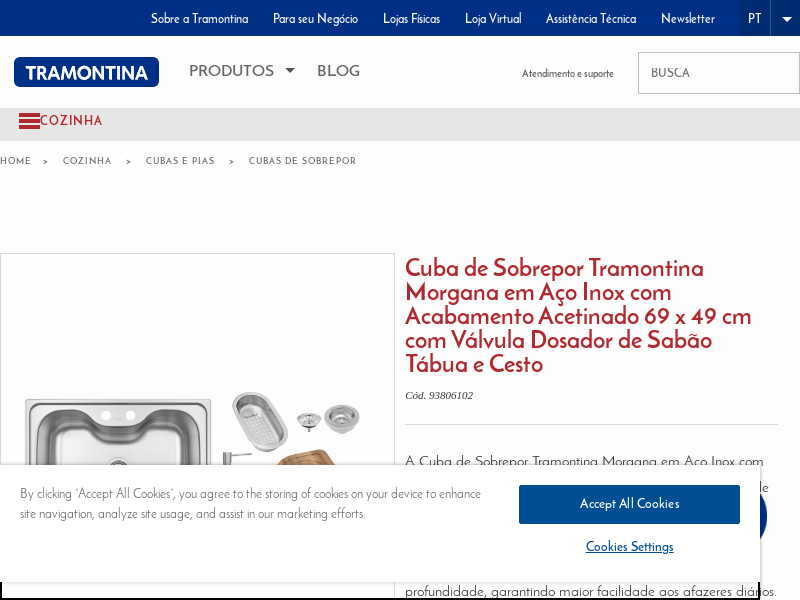 Sobre a Tramontina Para seu Negócio Lojas Físicas Loja Virtual Assistência Técnica Newsletter PT
TRAMONTINA PRODUTOS BLOG Atendimento e suporte BUSCA
COZINHA
HOME > COZINHA > CUBAS E PIAS > CUBAS DE SOBREPOR
Cuba de Sobrepor Tramontina
Morgana em Aço Inox com
Acabamento Acetinado 69 x 49 cm
com Válvula Dosador de Sabão
Tábua e Cesto
Cód. 93806102
A Cuba de Sobrepor Tramontina Morgana em Aço Inox com
de
By clicking “Accept All Cookies”, you agree to the storing of cookies on your device to enhance
site navigation, analyze site usage, and assist in our marketing efforts.
Accept All Cookies
Cookies Settings
profundidade, garantindo maior facilidade aos afazeres diários.